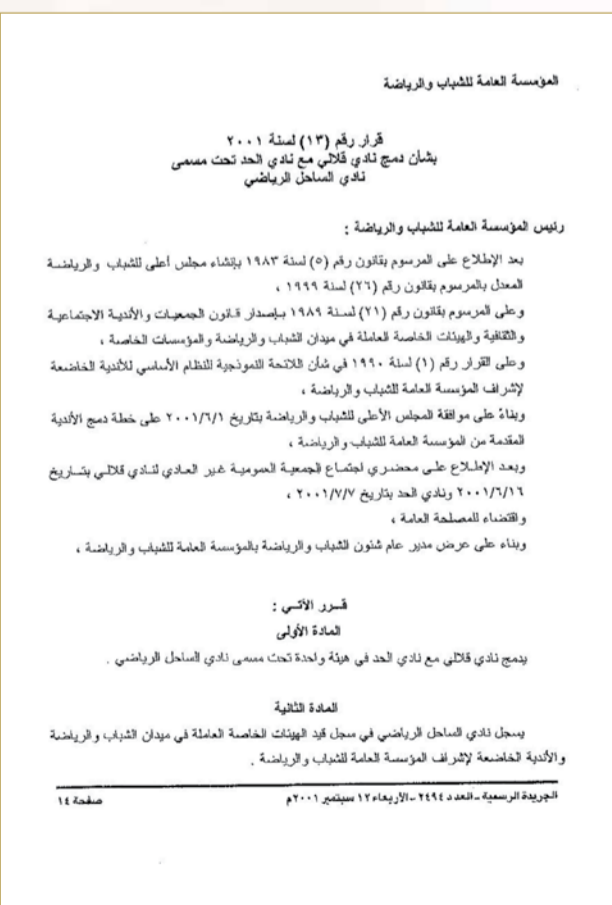 المؤسسة العامة للشباب والرياضة
قرار رقم (١٣) لسنة ٢٠٠١
بشأن دمج نادي قلالي مع نادي الحد تحت مسمى
نادي الساحل الرياضي
رئيس المؤسسة العامة للشباب والرياضة :
بعد الإطلاع على المرسوم بقانون رقم (٥) لسنة ١٩٨٣ بإنشاء مجلس أعلى للشباب والرياضة
المعدل بالمرسوم بقانون رقم (٢٦) لسنة ١٩٩٩ ،
وعلى المرسوم بقانون رقم (٢١) لسنة ١٩٨٩ بإصدار قانون الجمعيات والأندية الاجتماعية
والثقافية والهيئات الخاصة العاملة في ميدان الشباب والرياضة والمؤسسات الخاصة ،
وعلى القرار رقم (١) لسنة ١٩٩٠ في شأن اللائحة النموذجية للنظام الأساسي للأندية الخاضعة
لإشراف المؤسسة العامة للشباب والرياضة ،
وبناءً على موافقة المجلس الأعلى للشباب والرياضة بتاريخ ٢٠٠١/٦/١ على خطة دمج الأندية
المقدمة من المؤسسة العامة للشباب والرياضة ،
وبعد الإطلاع على محضري اجتماع الجمعية العمومية غير العادي لنادي قلالي بتاريخ
٢٠٠١/٦/١٦ ونادي الحد بتاريخ ٢٠٠١/٧/٧ ،
واقتضاء للمصلحة العامة ،
وبناء على عرض مدير عام شئون الشباب والرياضة بالمؤسسة العامة للشباب والرياضة ،
قــرر الآتــي :
المادة الأولى
يدمج نادي قلالي مع نادي الحد في هيئة واحدة تحت مسمى نادي الساحل الرياضي .
المادة الثانية
يسجل نادي الساحل الرياضي في سجل قيد الهيئات الخاصة العاملة في ميدان الشباب والرياضة
والأندية الخاضعة لإشراف المؤسسة العامة للشباب والرياضة .
الجريدة الرسمية - العدد ٢٤٩٤ - الأربعاء ١٢ سبتمبر ٢٠٠١م صفحة ١٤